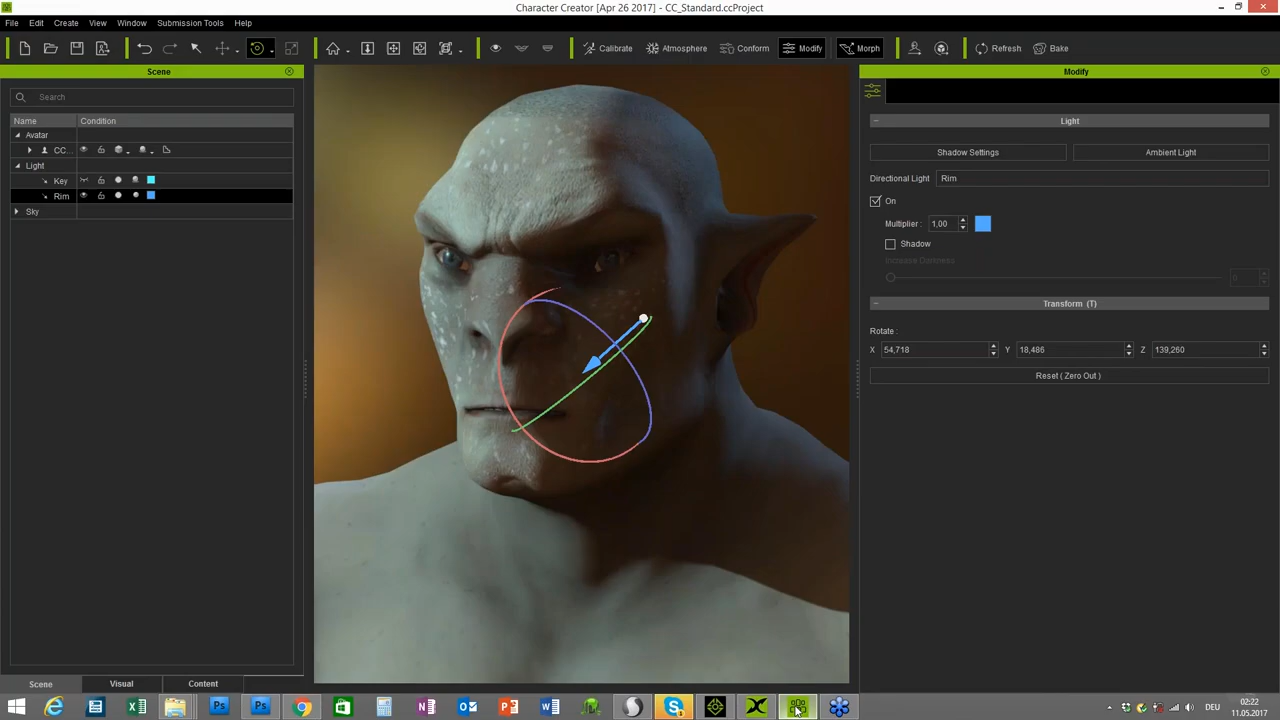 Character Creator [Apr 26 2017] - CC_Standard.ccProject
File Edit Create View Window Submission Tools Help
Calibrate Atmosphere Conform Modify Morph Refresh Bake
Scene
Search
Name Condition
Avatar
CC...
Light
Key
Rim
Sky
Scene Visual Content
Modify
Light
Shadow Settings Ambient Light
Directional Light Rim
On
Multiplier : 1,00
Shadow
Increase Darkness 0
Transform (T)
Rotate :
X 54,718 Y 18,486 Z 139,260
Reset ( Zero Out )
DEU 02:22
11.05.2017